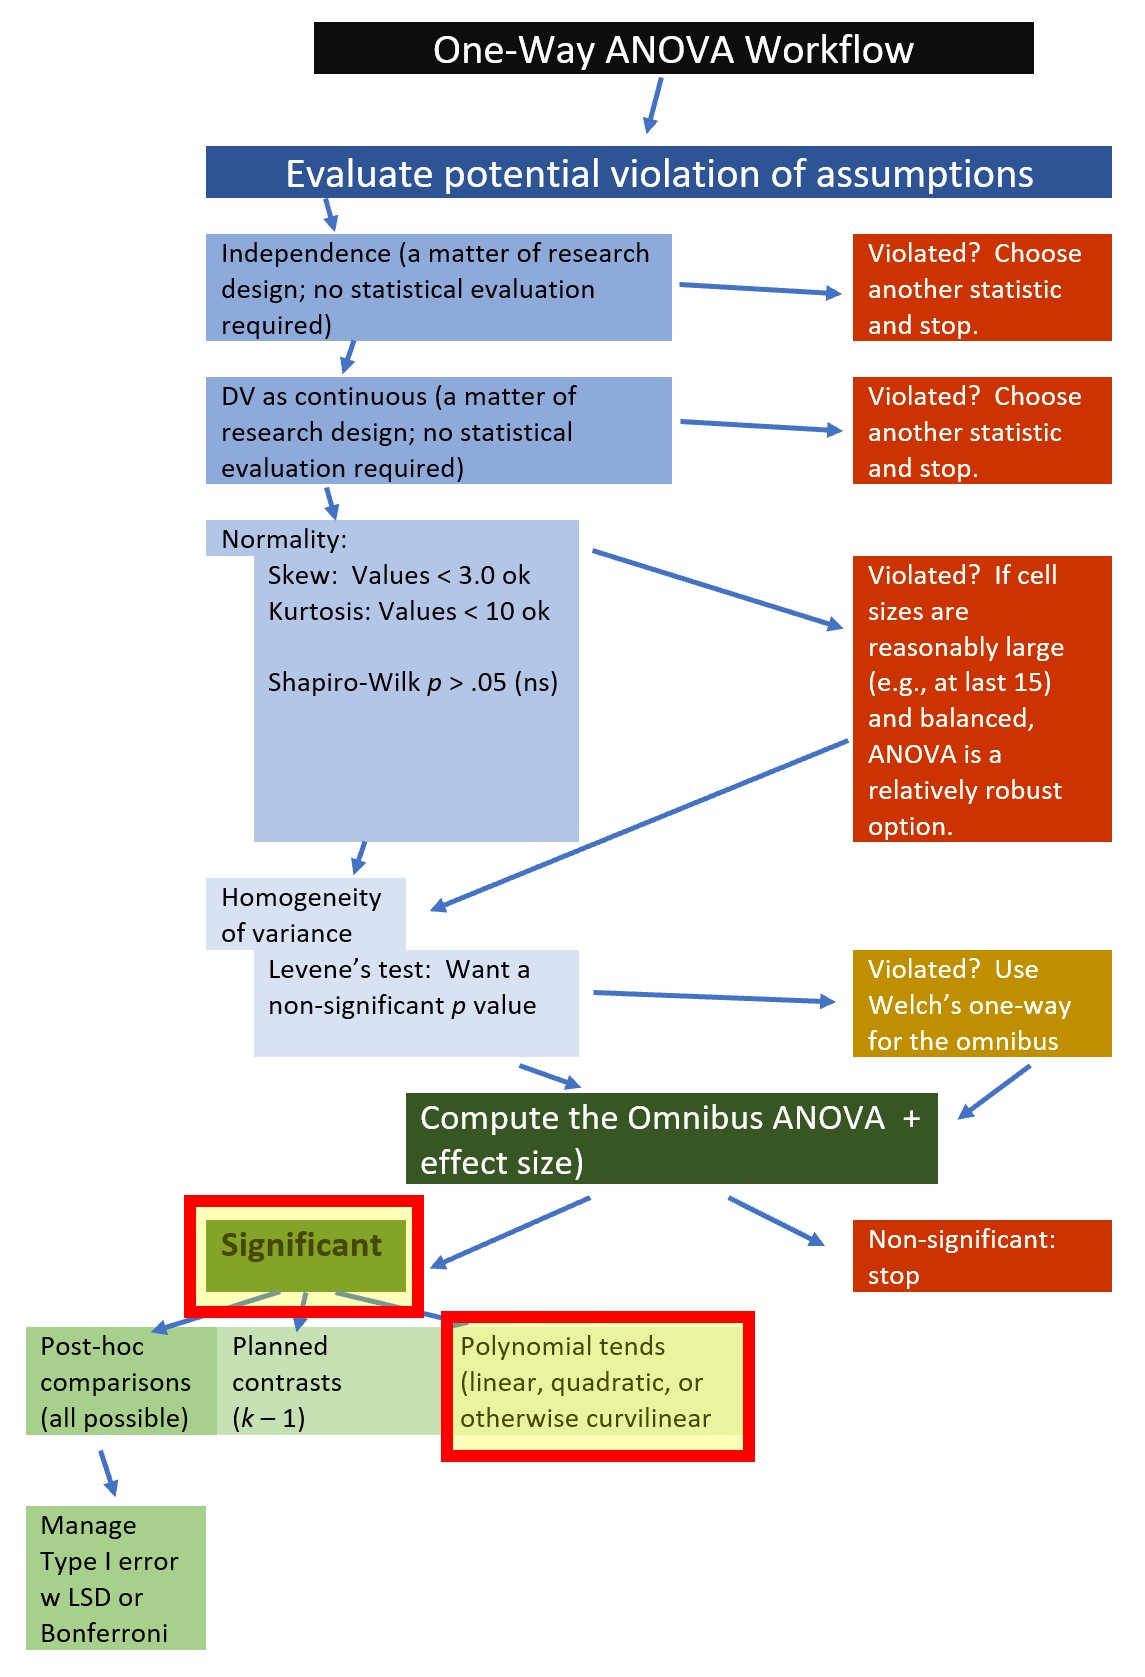 One-Way ANOVA Workflow
Evaluate potential violation of assumptions
Independence (a matter of research
design; no statistical evaluation
required)
Violated?  Choose
another statistic
and stop.
DV as continuous (a matter of
research design; no statistical
evaluation required)
Violated?  Choose
another statistic
and stop.
Normality:
Skew:  Values < 3.0 ok
Kurtosis: Values < 10 ok
Shapiro-Wilk p > .05 (ns)
Violated?  If cell
sizes are
reasonably large
(e.g., at last 15)
and balanced,
ANOVA is a
relatively robust
option.
Homogeneity
of variance
Levene’s test:  Want a
non-significant p value
Violated?  Use
Welch’s one-way
for the omnibus
Compute the Omnibus ANOVA  +
effect size)
Significant
Non-significant:
stop
Post-hoc
comparisons
(all possible)
Planned
contrasts
(k – 1)
Polynomial tends
(linear, quadratic, or
otherwise curvilinear
Manage
Type I error
w LSD or
Bonferroni